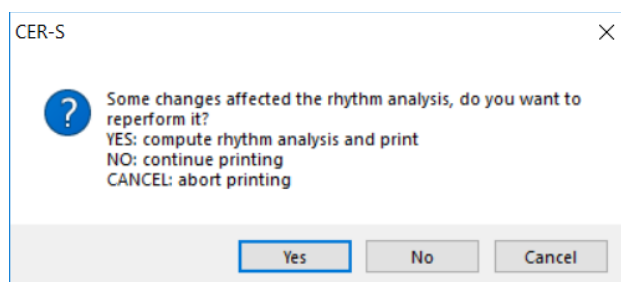 CER-S
Some changes affected the rhythm analysis, do you want to
reperform it?
YES: compute rhythm analysis and print
NO: continue printing
CANCEL: abort printing
Yes No Cancel